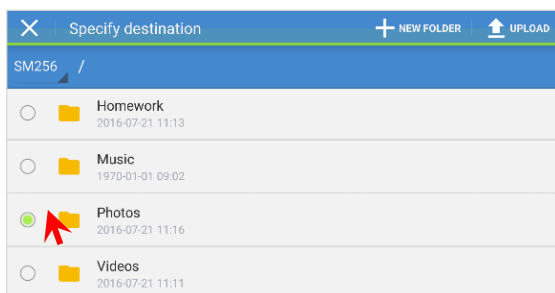 Specify destination NEW FOLDER UPLOAD
SM256 /
Homework
2016-07-21 11:13
Music
1970-01-01 09:02
Photos
2016-07-21 11:16
Videos
2016-07-21 11:11